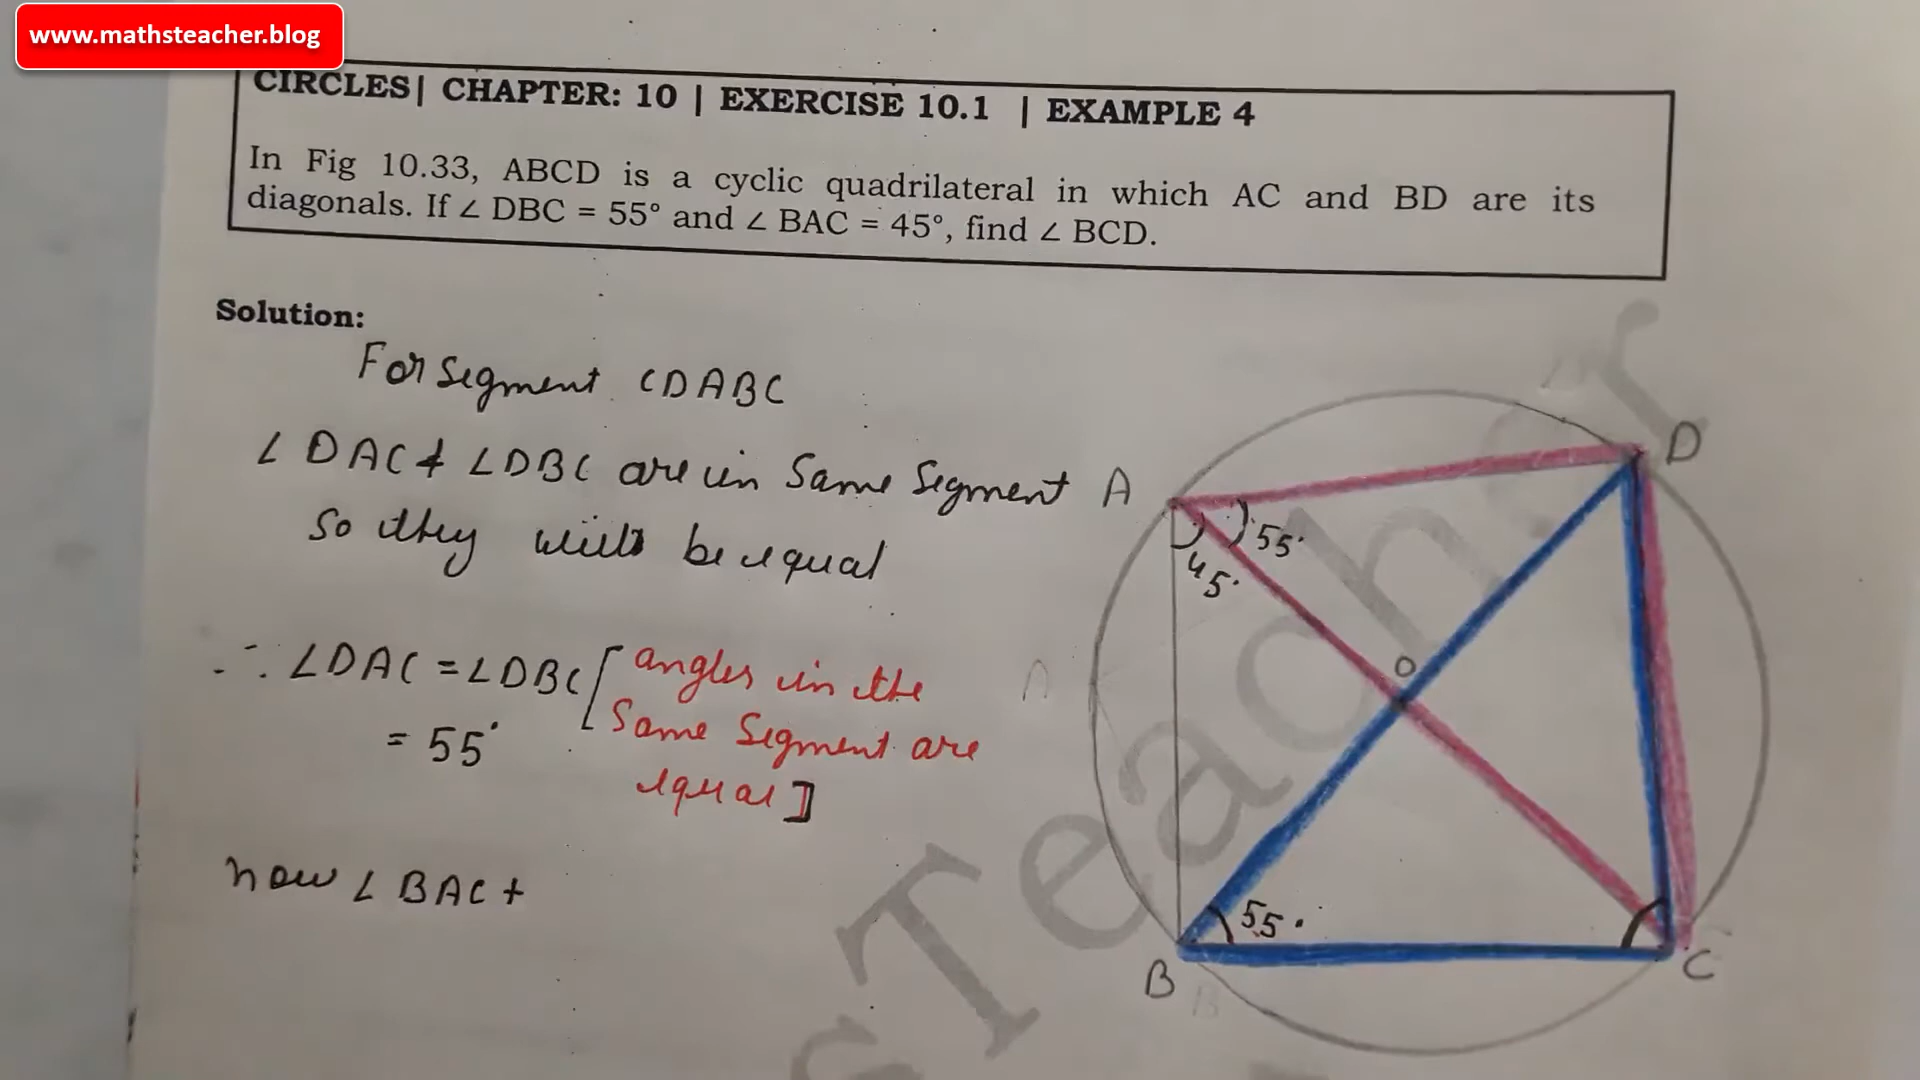 www.mathsteacher.blog
CIRCLES| CHAPTER: 10 | EXERCISE 10.1 | EXAMPLE 4
In Fig 10.33, ABCD is a cyclic quadrilateral in which AC and BD are its
diagonals. If ∠ DBC = 55° and ∠ BAC = 45°, find ∠ BCD.
Solution:
For segment CDABC
∠ DAC & ∠DBC are in Same Segment
So they will be equal
∴ ∠DAC = ∠DBC [angles in the
Same Segment are
equal]
= 55°
now ∠ BAC +
A
D
55°
45°
O
A
55°
B
B
C
sTeacher